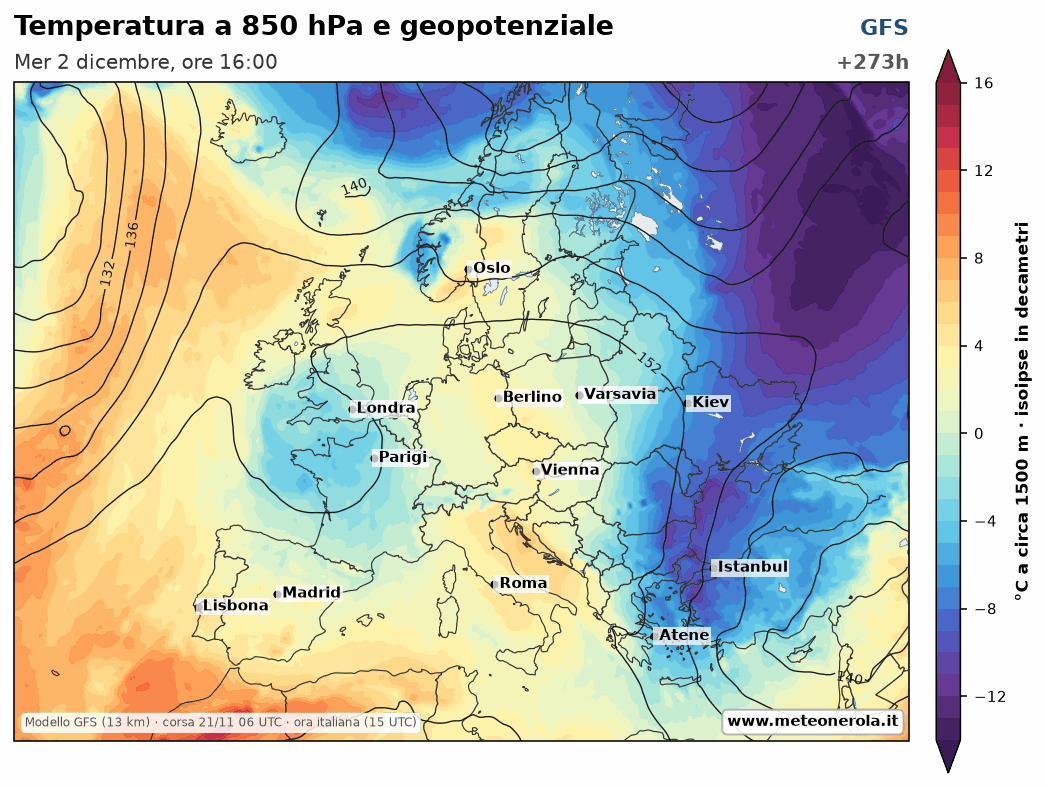 Temperatura a 850 hPa e geopotenziale
GFS
Mer 2 dicembre, ore 16:00
+273h
140
136
132
Oslo
152
Berlino
Varsavia
Kiev
Londra
Parigi
Vienna
Istanbul
Roma
Madrid
Lisbona
Atene
140
Modello GFS (13 km) · corsa 21/11 06 UTC · ora italiana (15 UTC)
www.meteonerola.it
16
12
8
4
0
−4
−8
−12
°C a circa 1500 m · isoipse in decametri